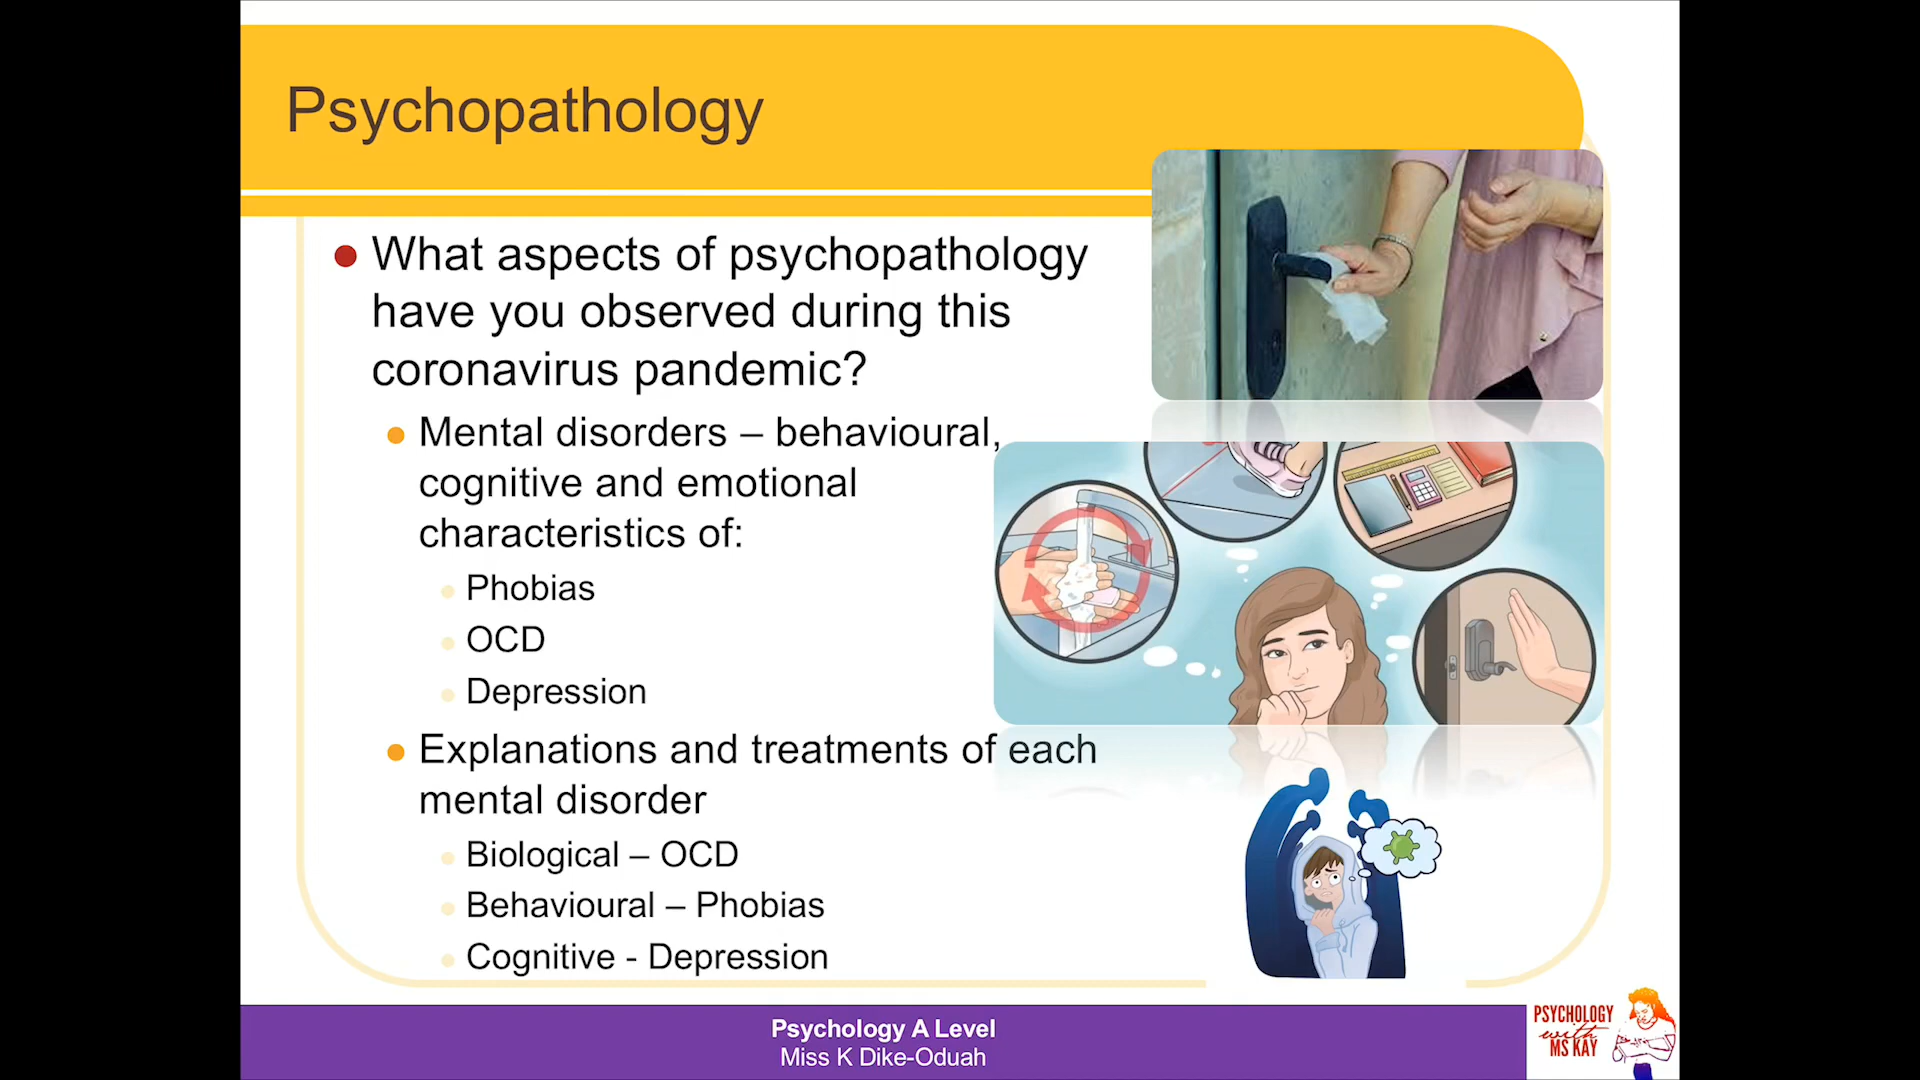 Psychopathology
What aspects of psychopathology
have you observed during this
coronavirus pandemic?
Mental disorders – behavioural,
cognitive and emotional
characteristics of:
Phobias
OCD
Depression
Explanations and treatments of each
mental disorder
Biological – OCD
Behavioural – Phobias
Cognitive - Depression
Psychology A Level
Miss K Dike-Oduah
PSYCHOLOGY
with
MS KAY